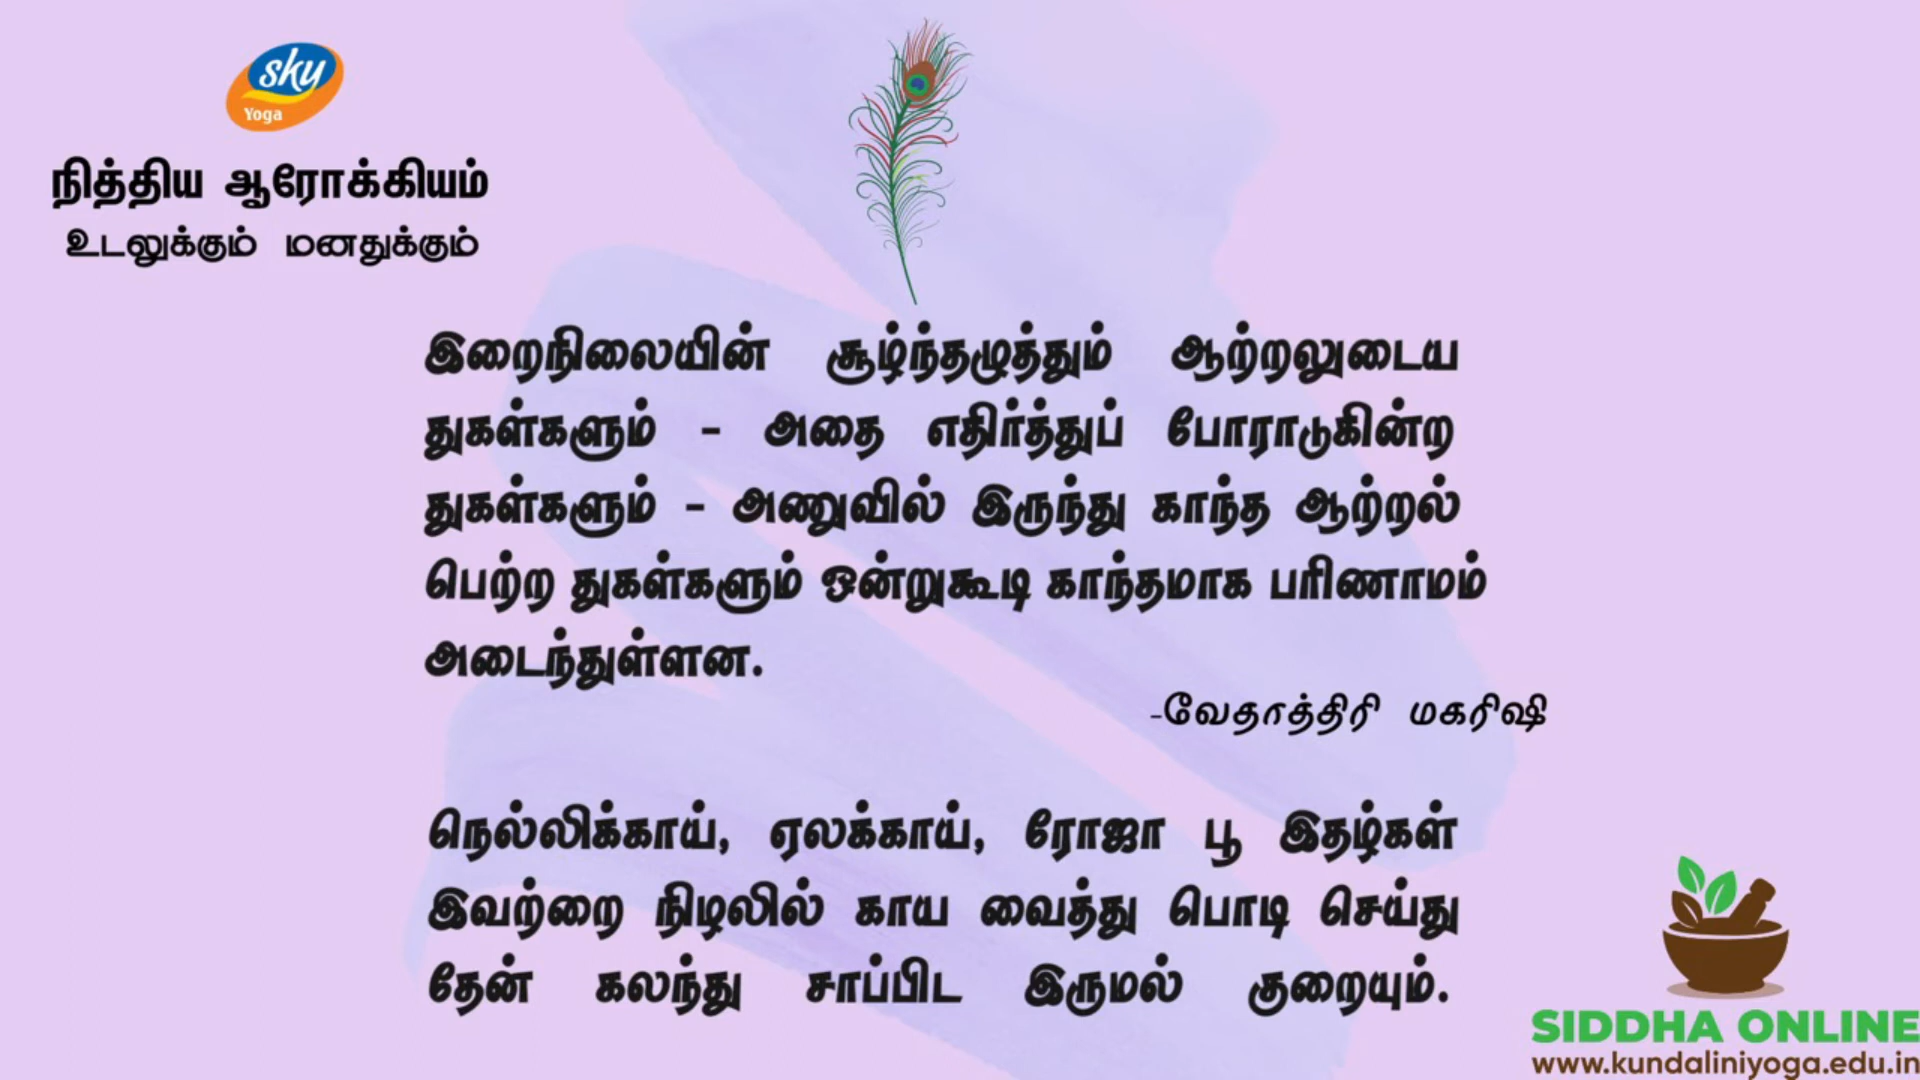 sky
Yoga
நித்திய ஆரோக்கியம்
உடலுக்கும் மனதுக்கும்
இறைநிலையின் சூழ்ந்தழுத்தும் ஆற்றலுடைய
துகள்களும் - அதை எதிர்த்துப் போராடுகின்ற
துகள்களும் - அணுவில் இருந்து காந்த ஆற்றல்
பெற்ற துகள்களும் ஒன்றுகூடி காந்தமாக பரிணாமம்
அடைந்துள்ளன.
-வேதாத்திரி மகரிஷி
நெல்லிக்காய், ஏலக்காய், ரோஜா பூ இதழ்கள்
இவற்றை நிழலில் காய வைத்து பொடி செய்து
தேன் கலந்து சாப்பிட இருமல் குறையும்.
SIDDHA ONLINE
www.kundaliniyoga.edu.in